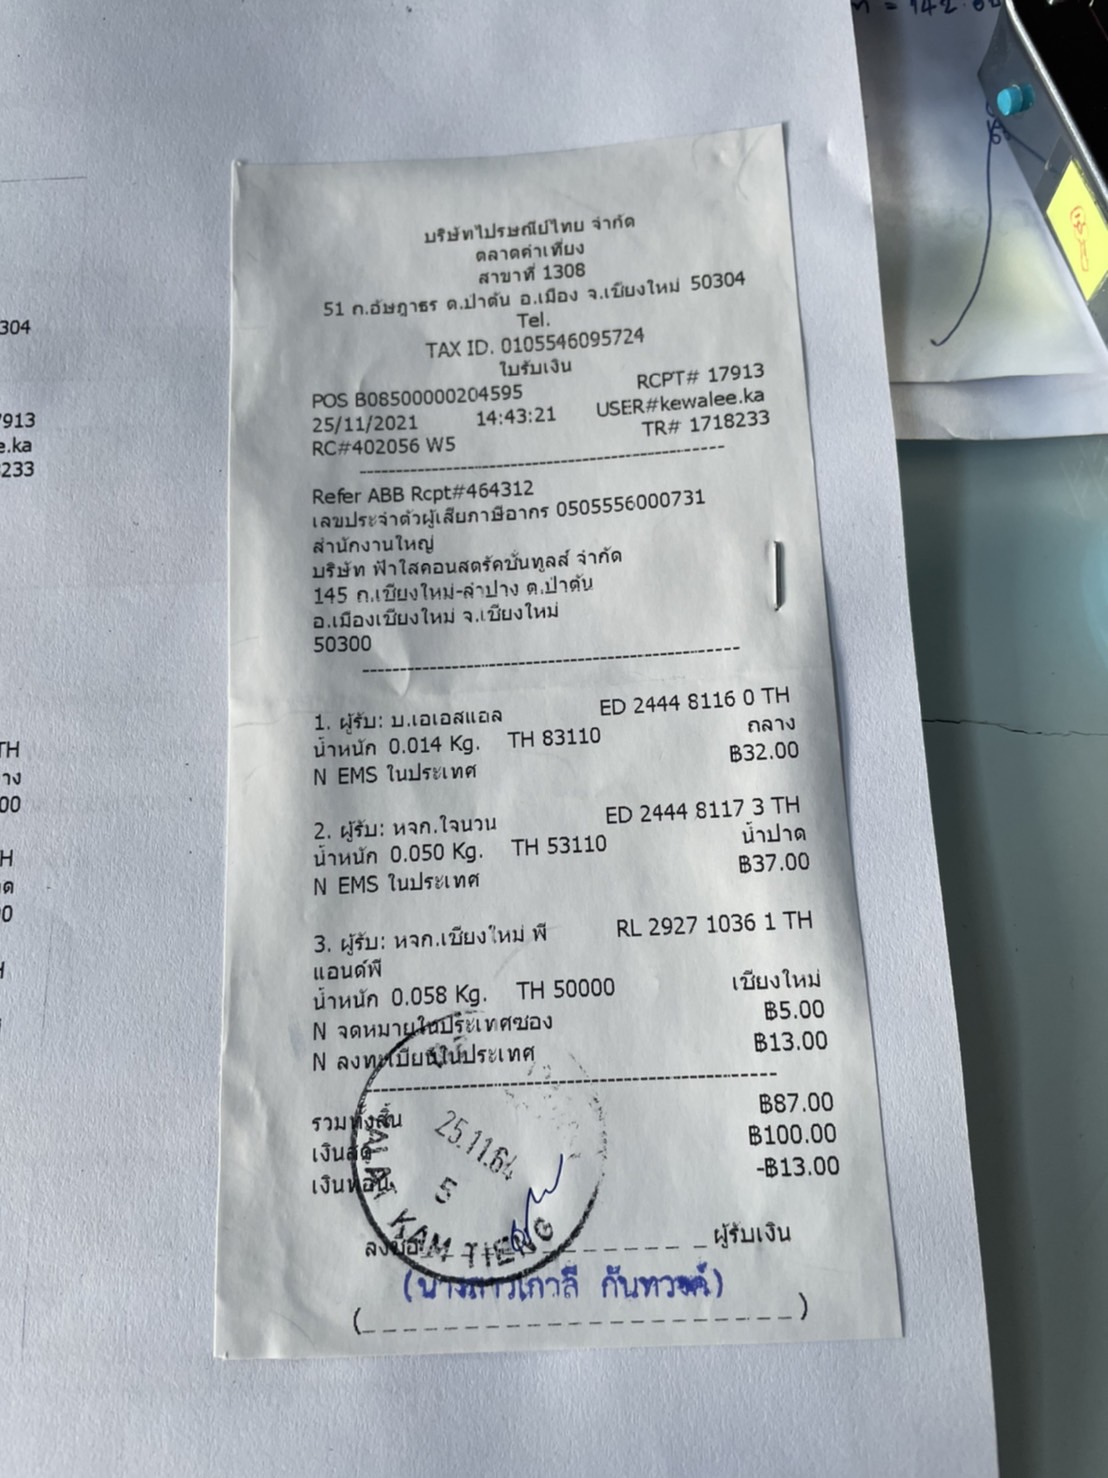 บริษัทไปรษณีย์ไทย จำกัด
ตลาดคำเที่ยง
สาขาที่ 1308
51 ถ.อัษฎาธร ต.ป่าตัน อ.เมือง จ.เชียงใหม่ 50304
Tel.
TAX ID. 0105546095724
ใบรับเงิน
POS B08500000204595 RCPT# 17913
25/11/2021 14:43:21 USER#kewalee.ka
RC#402056 W5 TR# 1718233
Refer ABB Rcpt#464312
เลขประจำตัวผู้เสียภาษีอากร 0505556000731
สำนักงานใหญ่
บริษัท ฟ้าใสคอนสตรัคชั่นทูลส์ จำกัด
145 ถ.เชียงใหม่-ลำปาง ต.ป่าตัน
อ.เมืองเชียงใหม่ จ.เชียงใหม่
50300
1. ผู้รับ: บ.เอเอสแอล ED 2444 8116 0 TH
น้ำหนัก 0.014 Kg. TH 83110 ถลาง
N EMS ในประเทศ ฿32.00
2. ผู้รับ: หจก.ใจนวน ED 2444 8117 3 TH
น้ำหนัก 0.050 Kg. TH 53110 น้ำปาด
N EMS ในประเทศ ฿37.00
3. ผู้รับ: หจก.เชียงใหม่ พี RL 2927 1036 1 TH
แอนด์พี
น้ำหนัก 0.058 Kg. TH 50000 เชียงใหม่
N จดหมายในประเทศซอง ฿5.00
N ลงทะเบียนในประเทศ ฿13.00
รวมทั้งสิ้น ฿87.00
เงินสด ฿100.00
เงินทอน -฿13.00
25.11.64
5
KAM TIENG
ลงชื่อ ผู้รับเงิน
304
7913
e.ka
233
TH
าง
00